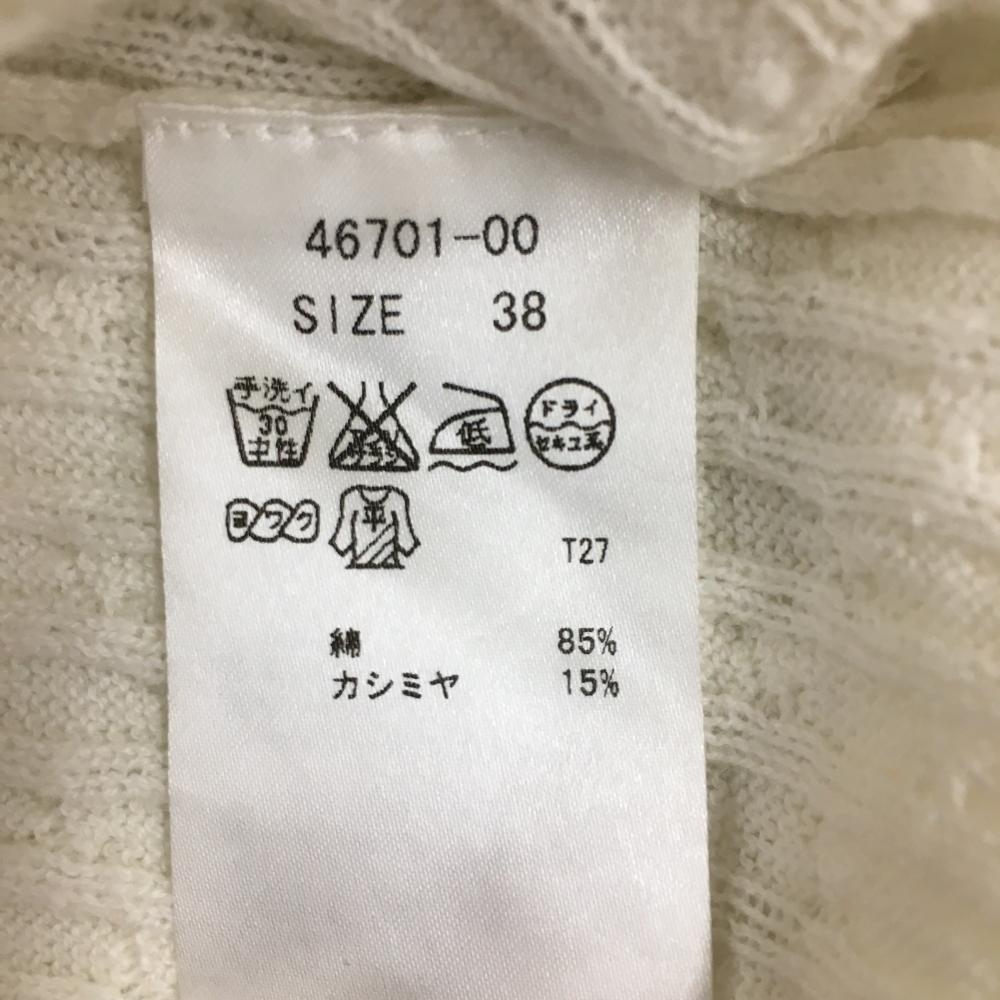 46701-00
SIZE 38
手洗イ
30
中性
低
ドライ
セキユ系
ヨワク
平
T27
綿 85%
カシミヤ 15%